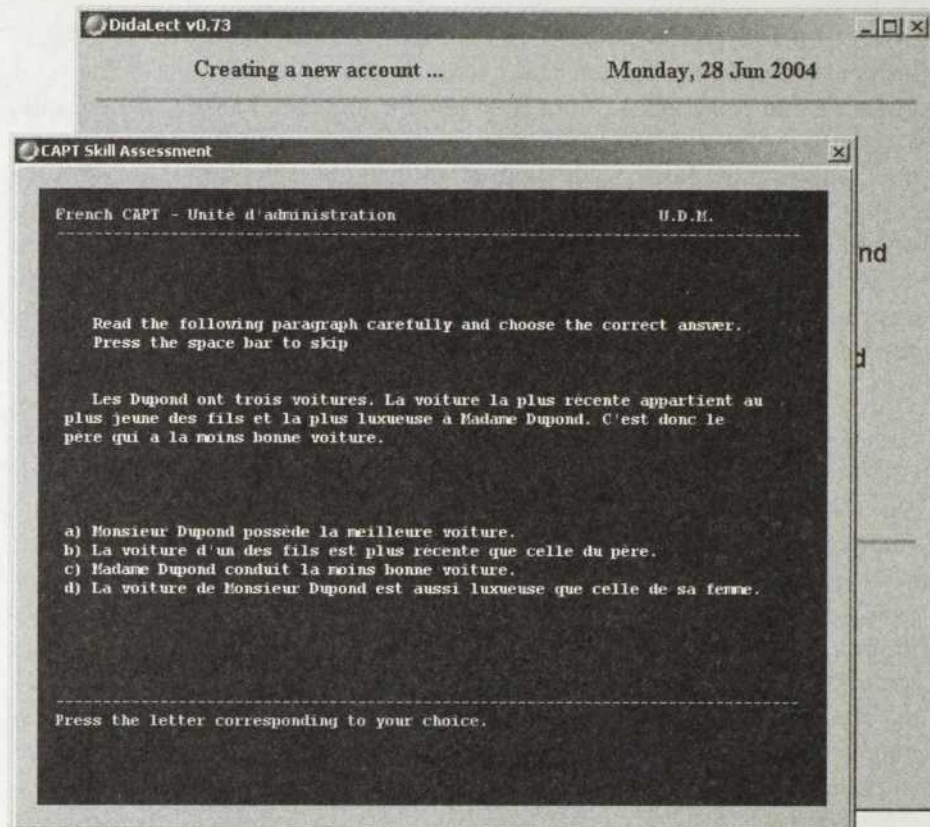 DidaLect v0.73
Creating a new account ...
Monday, 28 Jun 2004
nd
d
CAPT Skill Assessment
French CAPT - Unité d'administration
U.D.M.
Read the following paragraph carefully and choose the correct answer.
Press the space bar to skip
Les Dupond ont trois voitures. La voiture la plus récente appartient au
plus jeune des fils et la plus luxueuse à Madame Dupond. C'est donc le
père qui a la moins bonne voiture.
a) Monsieur Dupond possède la meilleure voiture.
b) La voiture d'un des fils est plus récente que celle du père.
c) Madame Dupond conduit la moins bonne voiture.
d) La voiture de Monsieur Dupond est aussi luxueuse que celle de sa femme.
Press the letter corresponding to your choice.